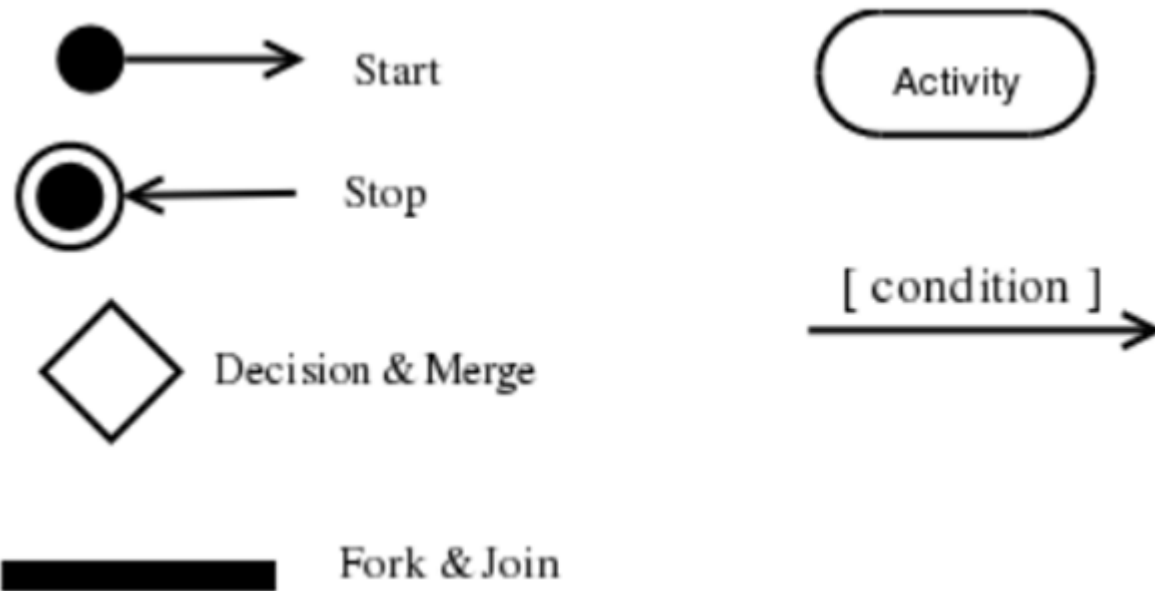 Start
Activity
Stop
[ condition ]
Decision & Merge
Fork & Join